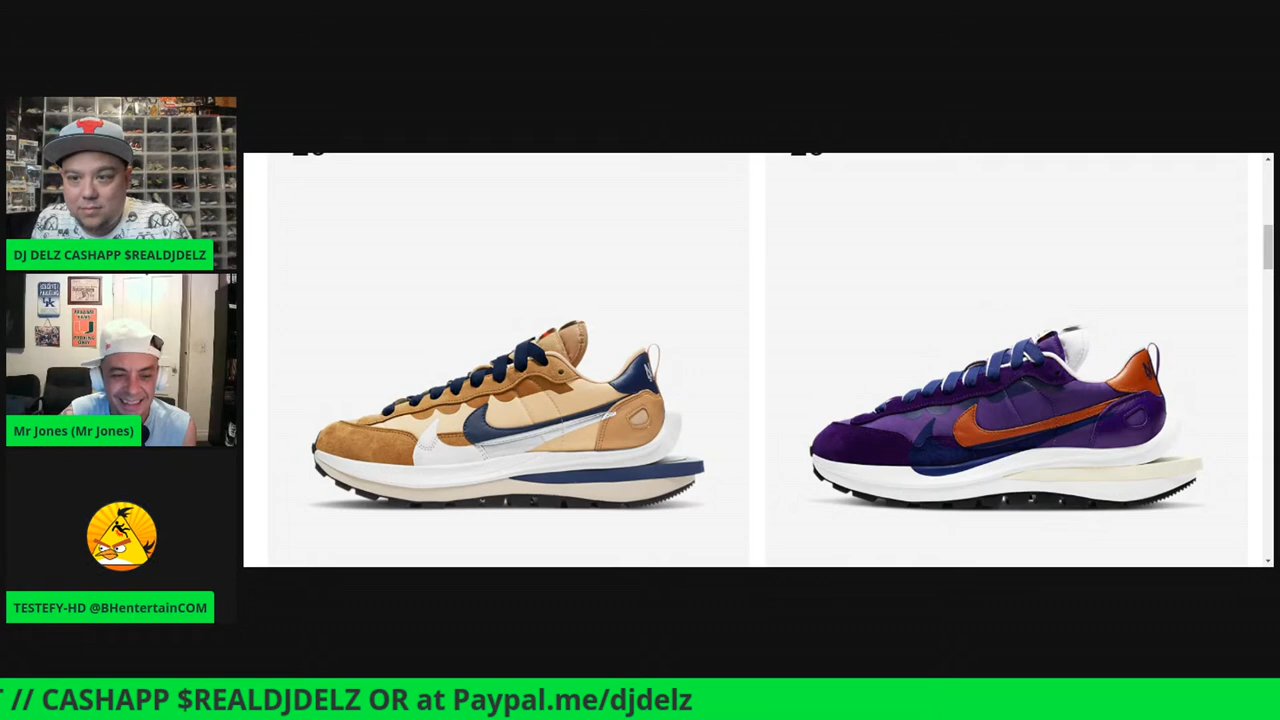 DJ DELZ CASHAPP $REALDJDELZ
Mr Jones (Mr Jones)
TESTEFY-HD @BHentertainCOM
// CASHAPP $REALDJDELZ OR at Paypal.me/djdelz